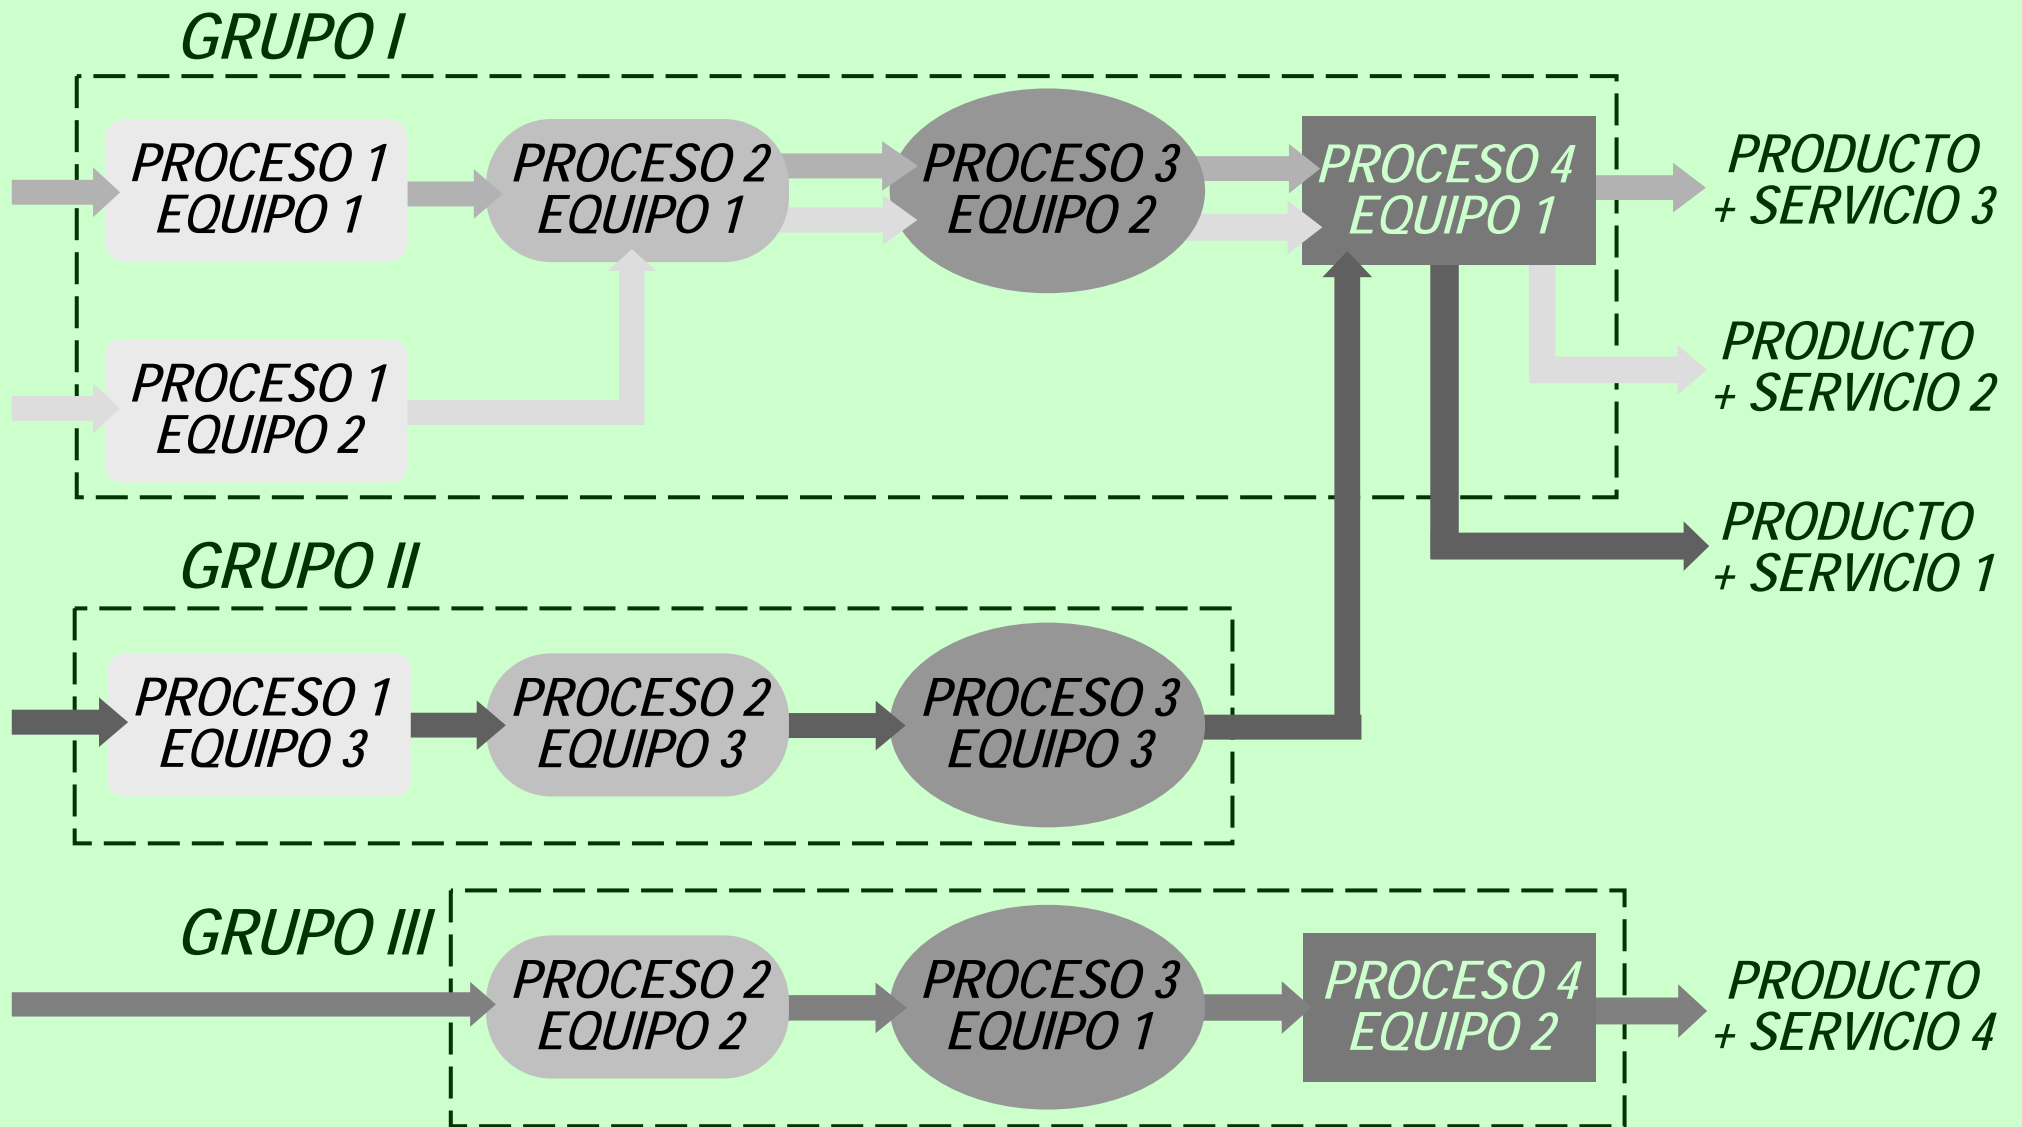 GRUPO I
PROCESO 1
EQUIPO 1
PROCESO 2
EQUIPO 1
PROCESO 3
EQUIPO 2
PROCESO 4
EQUIPO 1
PRODUCTO
+ SERVICIO 3
PROCESO 1
EQUIPO 2
PRODUCTO
+ SERVICIO 2
PRODUCTO
+ SERVICIO 1
GRUPO II
PROCESO 1
EQUIPO 3
PROCESO 2
EQUIPO 3
PROCESO 3
EQUIPO 3
GRUPO III
PROCESO 2
EQUIPO 2
PROCESO 3
EQUIPO 1
PROCESO 4
EQUIPO 2
PRODUCTO
+ SERVICIO 4